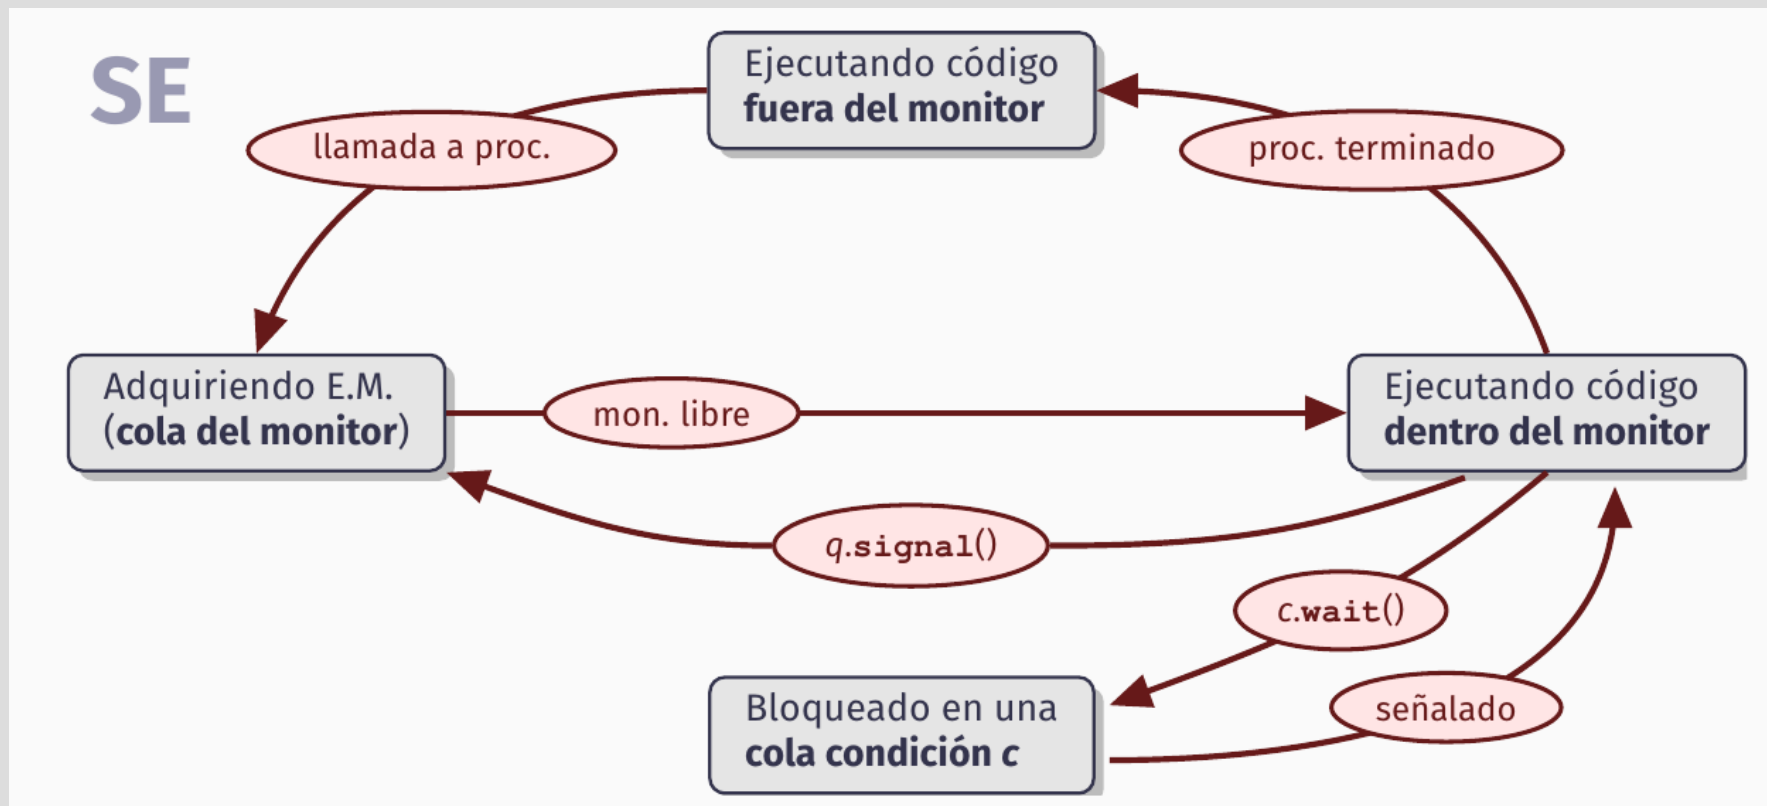 SE
Ejecutando código
fuera del monitor
llamada a proc.
proc. terminado
Adquiriendo E.M.
(cola del monitor)
mon. libre
Ejecutando código
dentro del monitor
q.signal()
c.wait()
señalado
Bloqueado en una
cola condición c